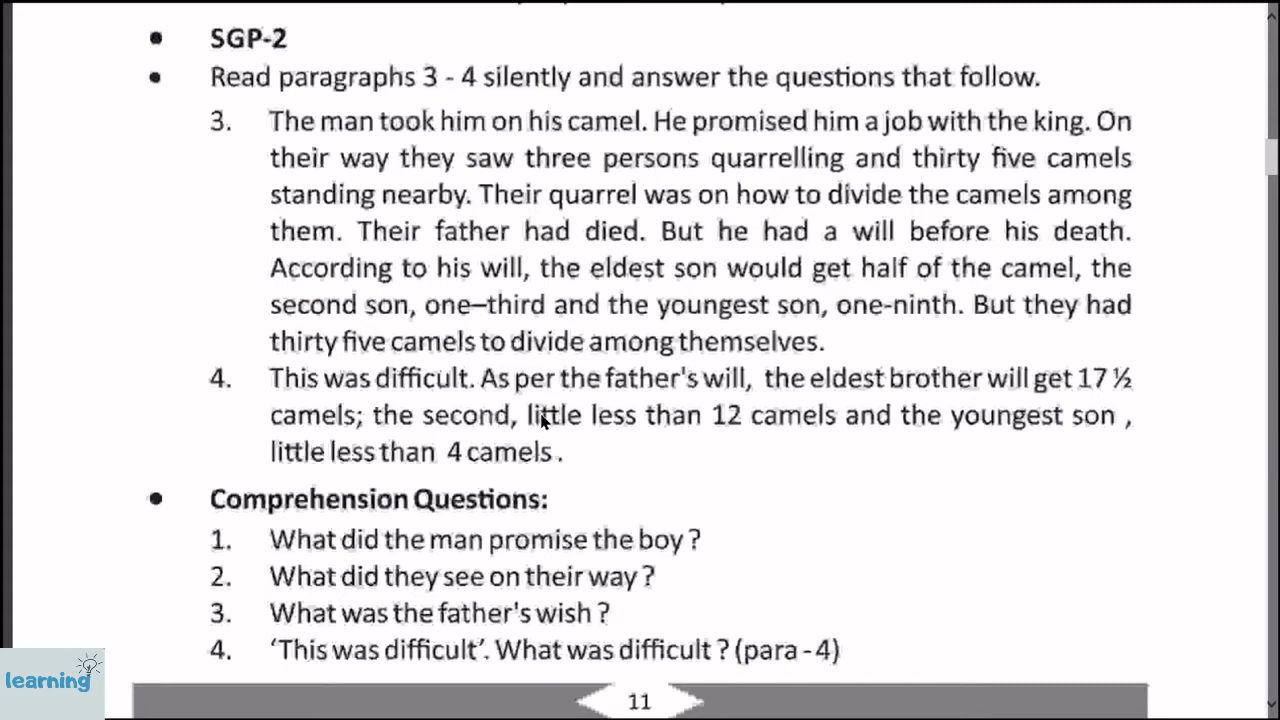 • SGP-2
• Read paragraphs 3 - 4 silently and answer the questions that follow.
3. The man took him on his camel. He promised him a job with the king. On
their way they saw three persons quarrelling and thirty five camels
standing nearby. Their quarrel was on how to divide the camels among
them. Their father had died. But he had a will before his death.
According to his will, the eldest son would get half of the camel, the
second son, one–third and the youngest son, one-ninth. But they had
thirty five camels to divide among themselves.
4. This was difficult. As per the father's will, the eldest brother will get 17 ½
camels; the second, little less than 12 camels and the youngest son ,
little less than 4 camels .
• Comprehension Questions:
1. What did the man promise the boy ?
2. What did they see on their way ?
3. What was the father's wish ?
4. ‘This was difficult’. What was difficult ? (para - 4)
learning
11